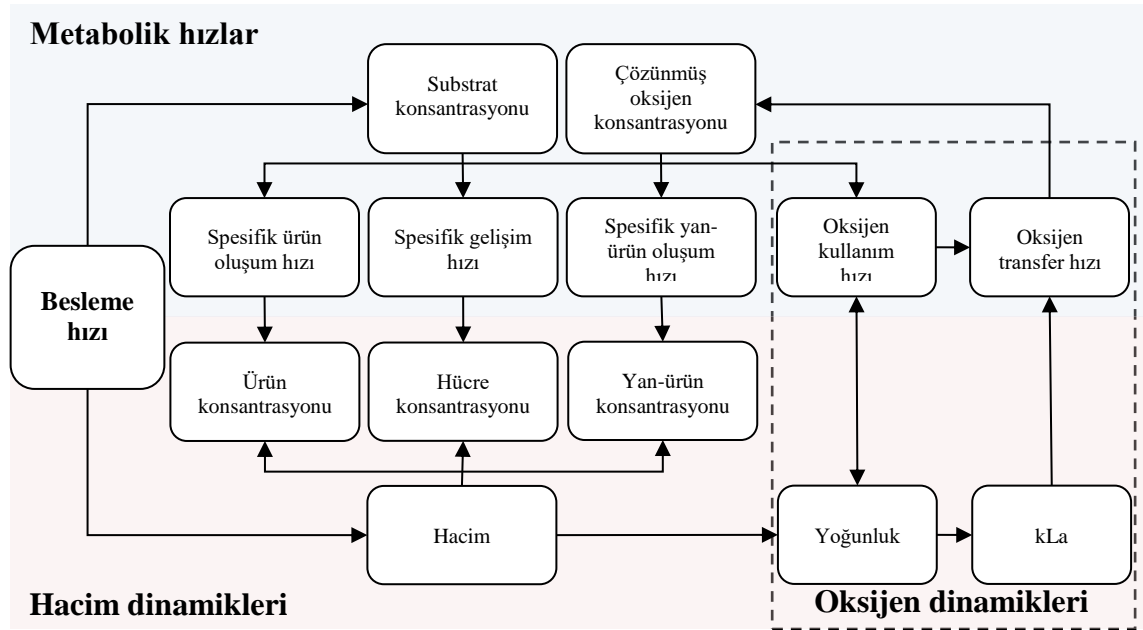 Metabolik hızlar
Substrat
konsantrasyonu
Çözünmüş
oksijen
konsantrasyonu
Spesifik ürün
oluşum hızı
Spesifik gelişim
hızı
Spesifik yan-
ürün oluşum
hızı
Oksijen
kullanım
hızı
Oksijen
transfer hızı
Besleme
hızı
Ürün
konsantrasyonu
Hücre
konsantrasyonu
Yan-ürün
konsantrasyonu
Hacim
Yoğunluk
kLa
Hacim dinamikleri
Oksijen dinamikleri